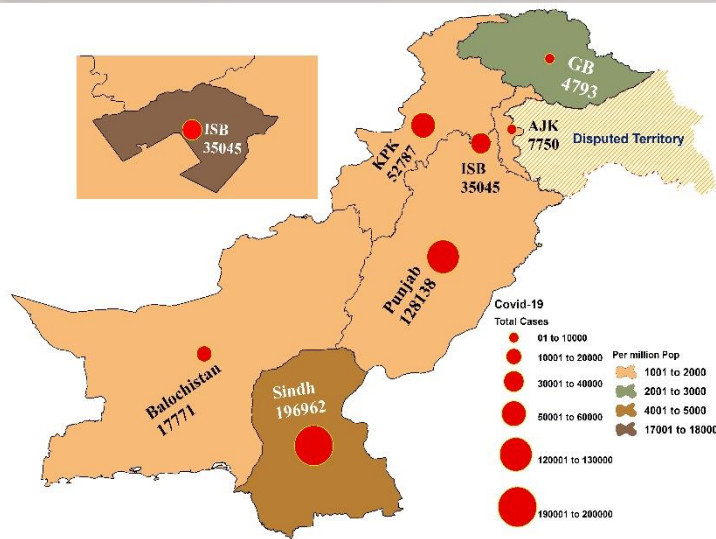 ISB
35045
GB
4793
AJK
7750
Disputed Territory
KPK
52787
ISB
35045
Punjab
128138
Balochistan
17771
Sindh
196962
Covid-19
Total Cases
01 to 10000
10001 to 20000
30001 to 40000
50001 to 60000
120001 to 130000
190001 to 200000
Per million Pop
1001 to 2000
2001 to 3000
4001 to 5000
17001 to 18000